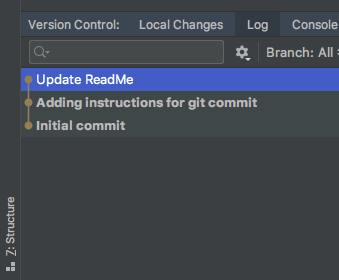 Version Control: Local Changes Log Console
Branch: All
Update ReadMe
Adding instructions for git commit
Initial commit
Z: Structure